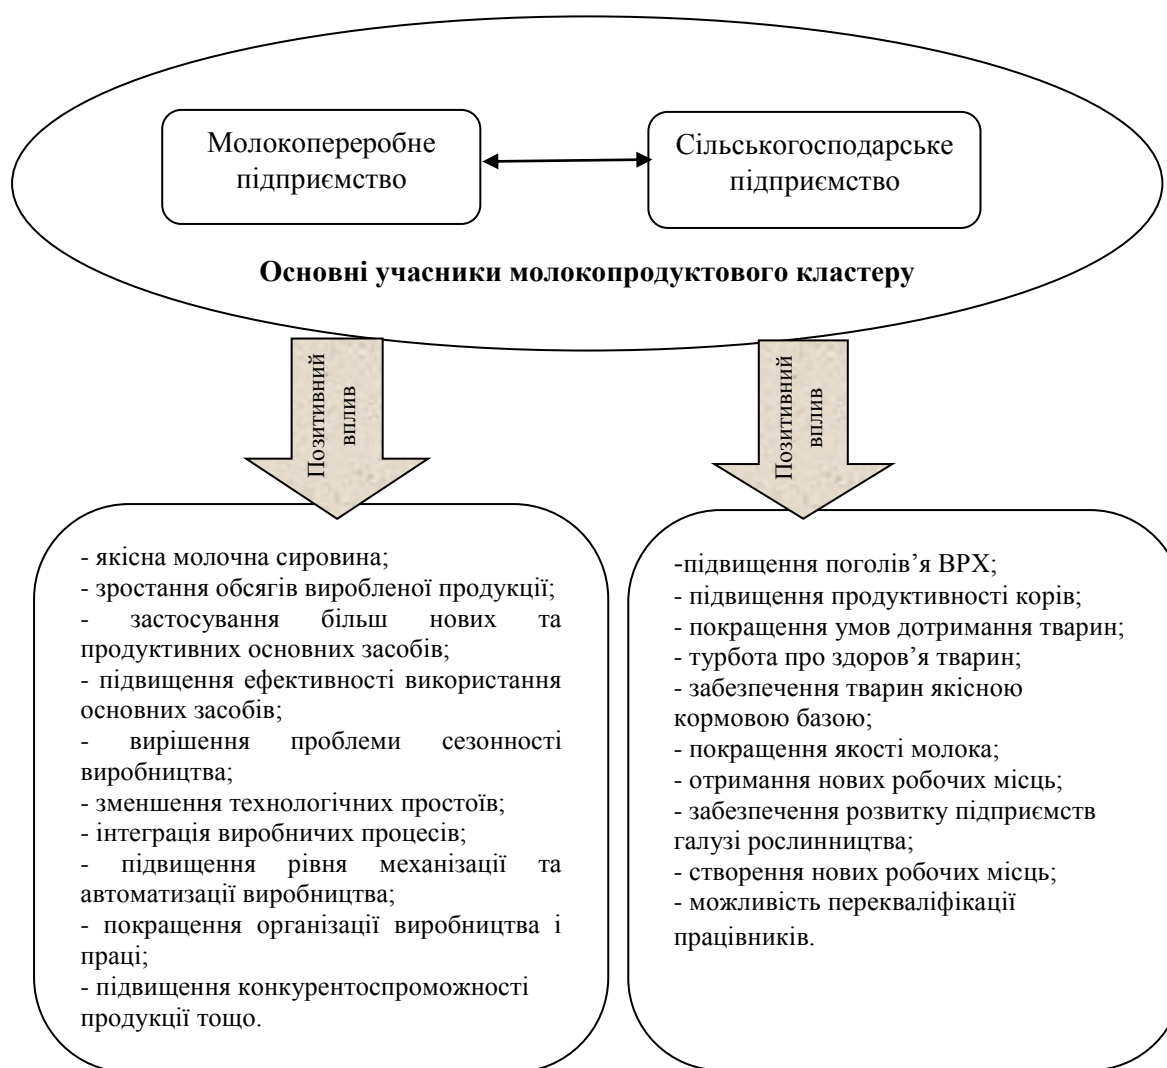 Молокопереробне
підприємство
Сільськогосподарське
підприємство
Основні учасники молокопродуктового кластеру
Позитивний
вплив
Позитивний
вплив
- якісна молочна сировина;
- зростання обсягів виробленої продукції;
- застосування більш нових та
продуктивних основних засобів;
- підвищення ефективності використання
основних засобів;
- вирішення проблеми сезонності
виробництва;
- зменшення технологічних простоїв;
- інтеграція виробничих процесів;
- підвищення рівня механізації та
автоматизації виробництва;
- покращення організації виробництва і
праці;
- підвищення конкурентоспроможності
продукції тощо.
-підвищення поголів’я ВРХ;
- підвищення продуктивності корів;
- покращення умов дотримання тварин;
- турбота про здоров’я тварин;
- забезпечення тварин якісною
кормовою базою;
- покращення якості молока;
- отримання нових робочих місць;
- забезпечення розвитку підприємств
галузі рослинництва;
- створення нових робочих місць;
- можливість перекваліфікації
працівників.